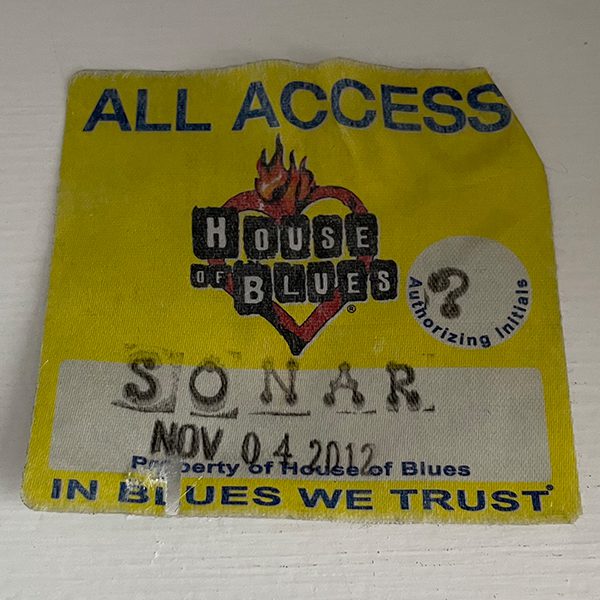 ALL ACCESS
HOUSE
OF BLUES®
?
Authorizing Initials
SONAR
NOV 04 2012
Property of House of Blues
IN BLUES WE TRUST®